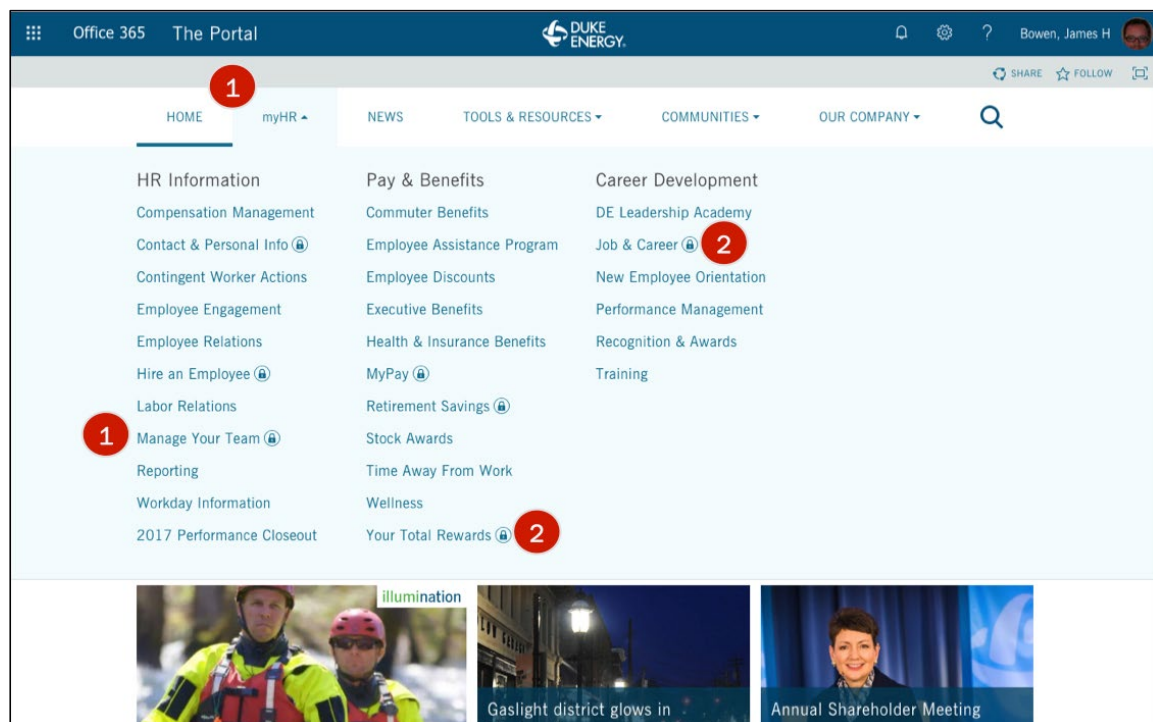 Office 365 The Portal DUKE ENERGY. ? Bowen, James H
SHARE FOLLOW
1
HOME myHR NEWS TOOLS & RESOURCES COMMUNITIES OUR COMPANY
HR Information
Compensation Management
Contact & Personal Info
Contingent Worker Actions
Employee Engagement
Employee Relations
Hire an Employee
Labor Relations
1 Manage Your Team
Reporting
Workday Information
2017 Performance Closeout
Pay & Benefits
Commuter Benefits
Employee Assistance Program
Employee Discounts
Executive Benefits
Health & Insurance Benefits
MyPay
Retirement Savings
Stock Awards
Time Away From Work
Wellness
Your Total Rewards 2
Career Development
DE Leadership Academy
Job & Career 2
New Employee Orientation
Performance Management
Recognition & Awards
Training
illumination
Gaslight district glows in
Annual Shareholder Meeting